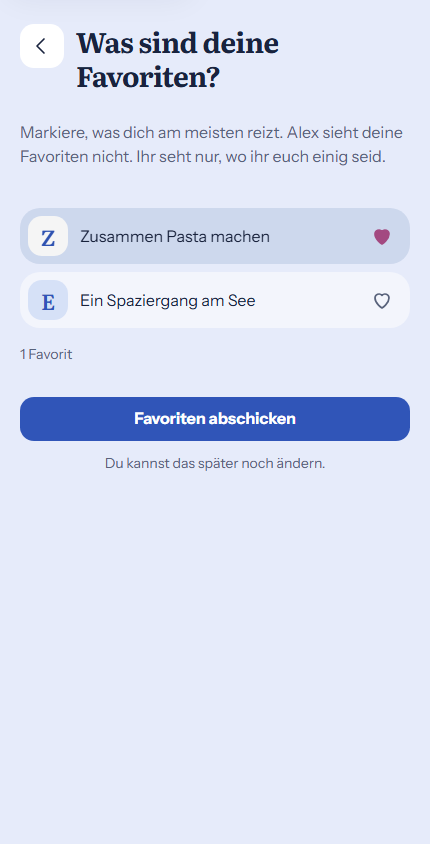 Was sind deine
Favoriten?
Markiere, was dich am meisten reizt. Alex sieht deine
Favoriten nicht. Ihr seht nur, wo ihr euch einig seid.
Z Zusammen Pasta machen
E Ein Spaziergang am See
1 Favorit
Favoriten abschicken
Du kannst das später noch ändern.